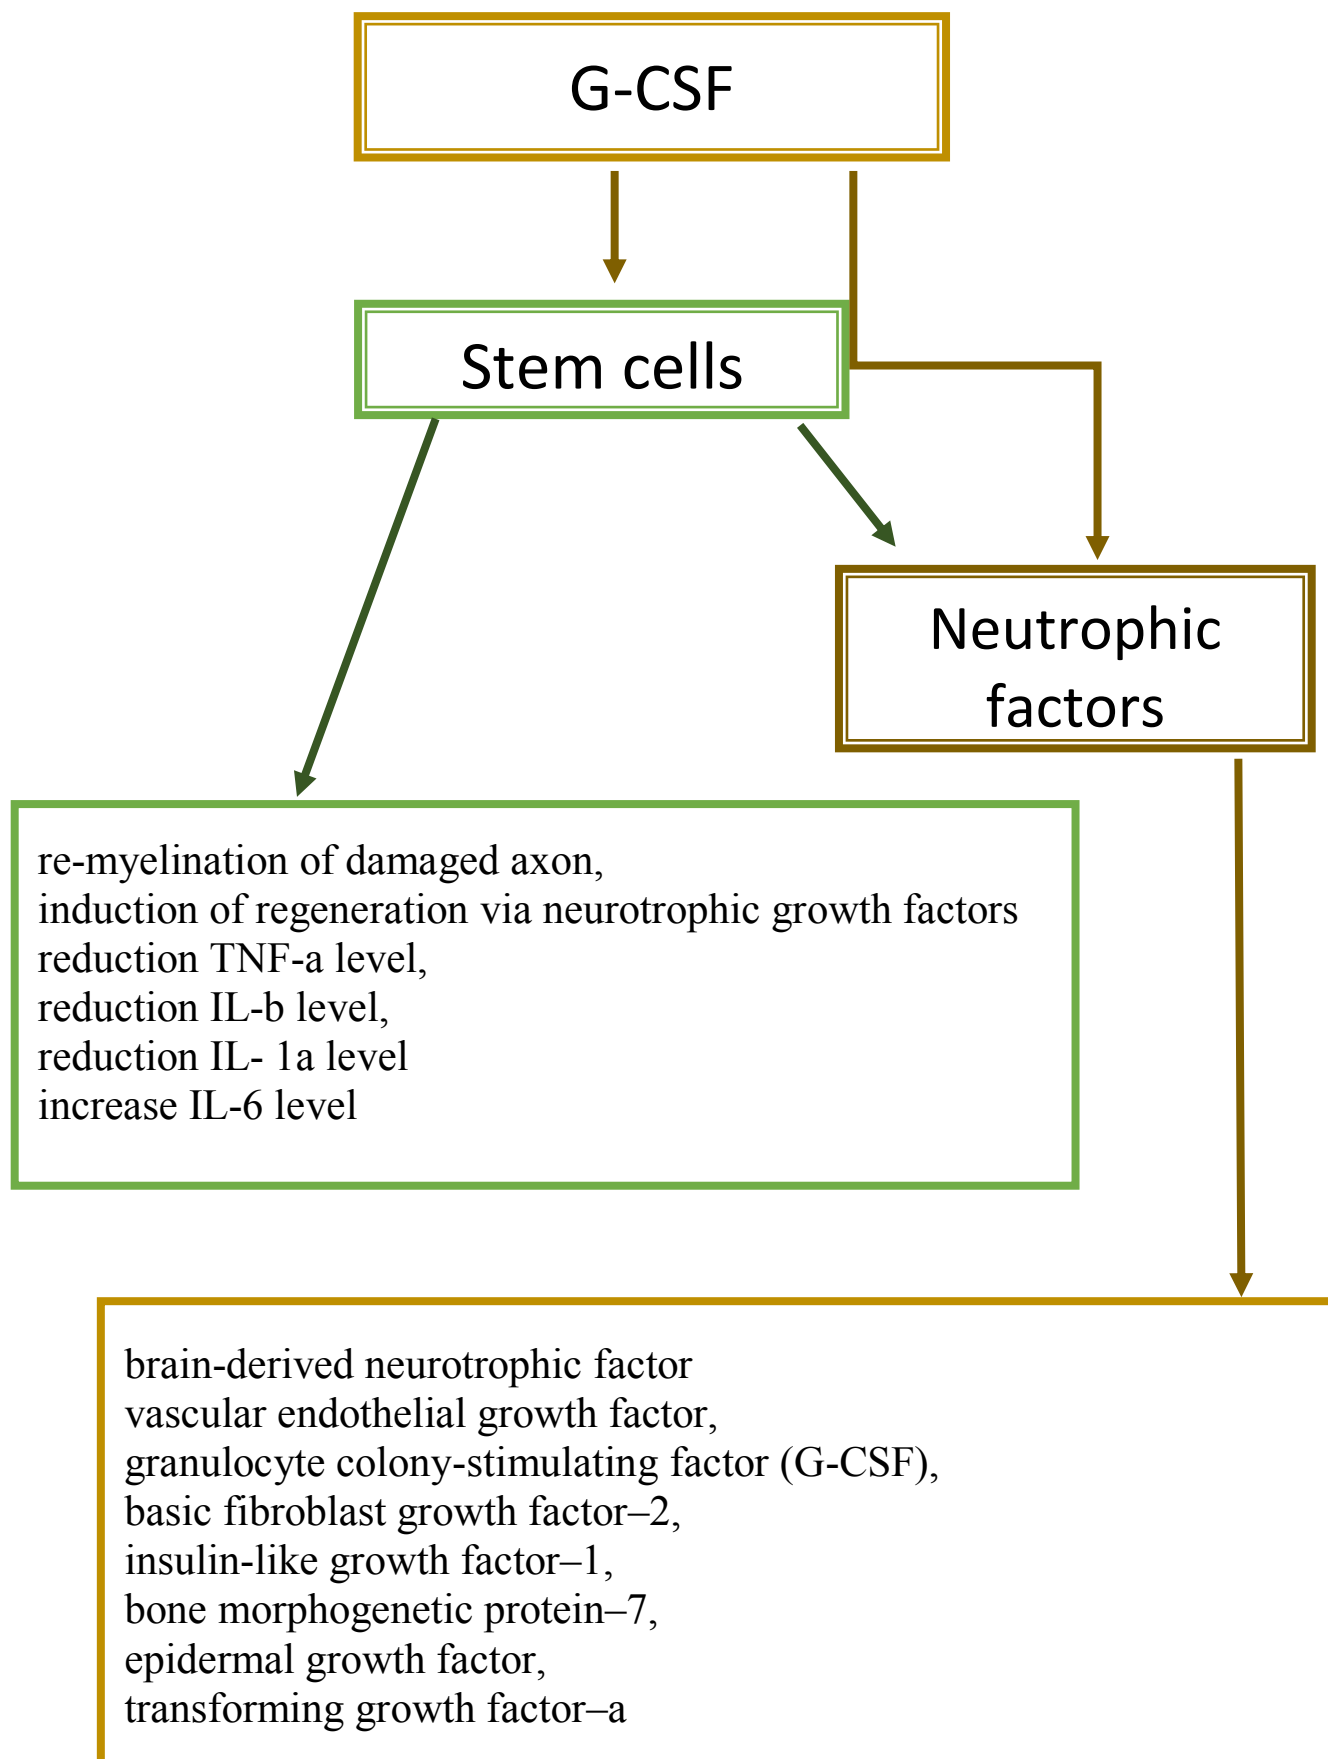 G-CSF
Stem cells
Neutrophic
factors
re-myelination of damaged axon,
induction of regeneration via neurotrophic growth factors
reduction TNF-a level,
reduction IL-b level,
reduction IL- 1a level
increase IL-6 level
brain-derived neurotrophic factor
vascular endothelial growth factor,
granulocyte colony-stimulating factor (G-CSF),
basic fibroblast growth factor–2,
insulin-like growth factor–1,
bone morphogenetic protein–7,
epidermal growth factor,
transforming growth factor–a